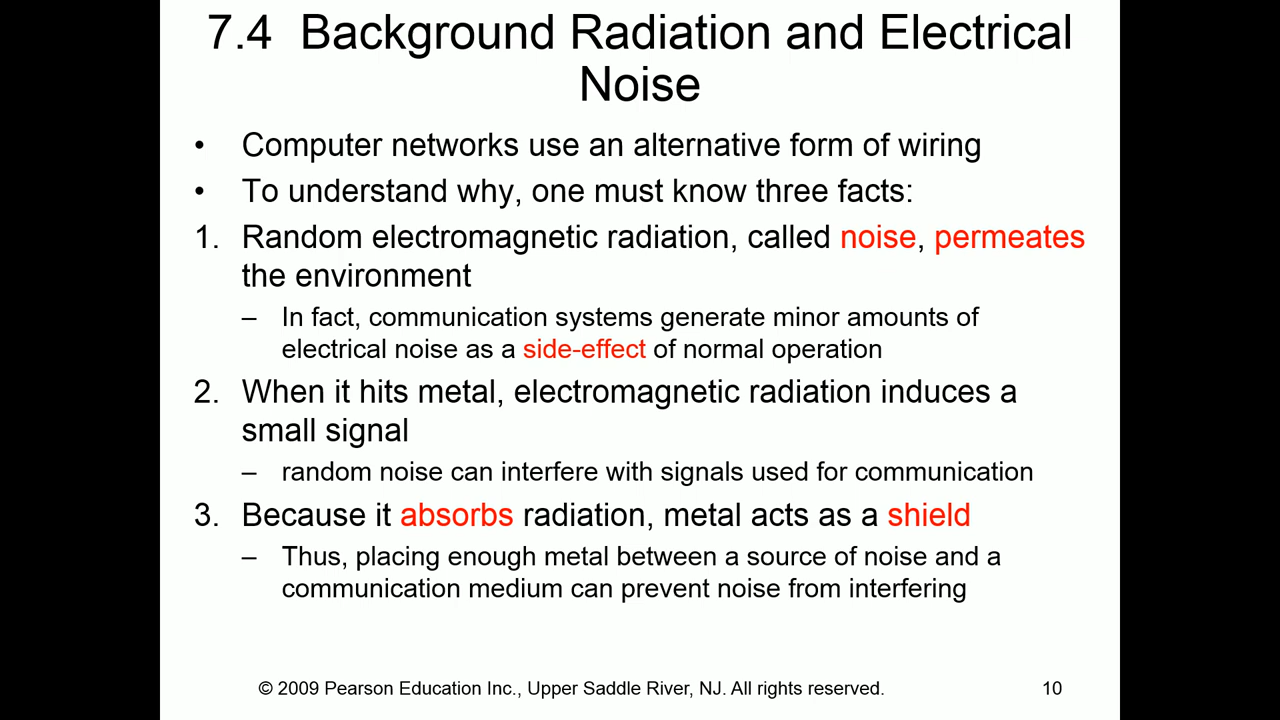 7.4 Background Radiation and Electrical
Noise
• Computer networks use an alternative form of wiring
• To understand why, one must know three facts:
1. Random electromagnetic radiation, called noise, permeates
the environment
– In fact, communication systems generate minor amounts of
electrical noise as a side-effect of normal operation
2. When it hits metal, electromagnetic radiation induces a
small signal
– random noise can interfere with signals used for communication
3. Because it absorbs radiation, metal acts as a shield
– Thus, placing enough metal between a source of noise and a
communication medium can prevent noise from interfering
© 2009 Pearson Education Inc., Upper Saddle River, NJ. All rights reserved. 10